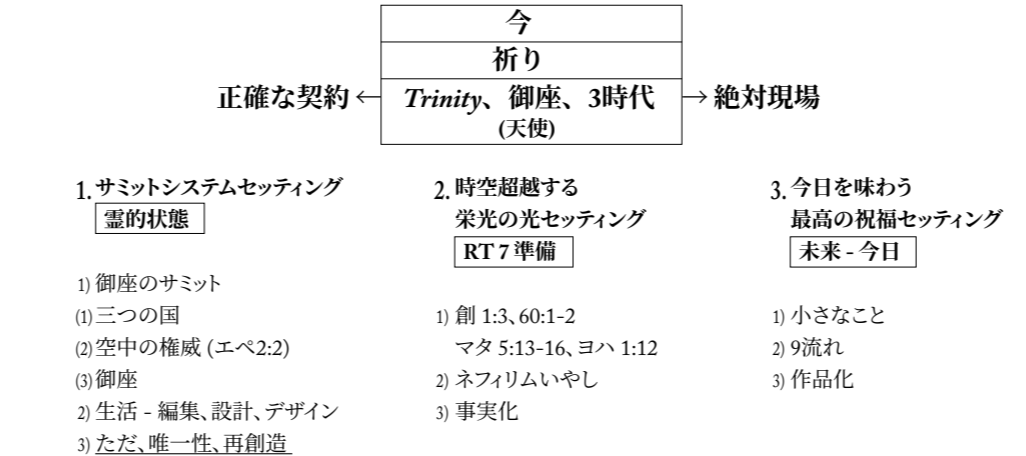 今
祈り
正確な契約 ← Trinity、御座、3時代 → 絶対現場
(天使)
1. サミットシステムセッティング
霊的状態
1) 御座のサミット
(1) 三つの国
(2) 空中の権威 (エペ2:2)
(3) 御座
2) 生活 - 編集、設計、デザイン
3) ただ、唯一性、再創造
2. 時空超越する
栄光の光セッティング
RT 7 準備
1) 創 1:3、60:1-2
マタ 5:13-16、ヨハ 1:12
2) ネフィリムいやし
3) 事実化
3. 今日を味わう
最高の祝福セッティング
未来 - 今日
1) 小さなこと
2) 9流れ
3) 作品化